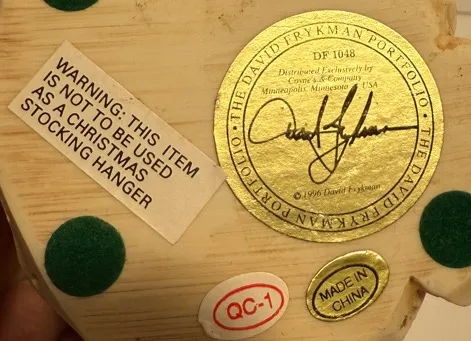 WARNING: THIS ITEM
IS NOT TO BE USED
AS A CHRISTMAS
STOCKING HANGER
• THE DAVID FRYKMAN PORTFOLIO •
THE DAVID FRYKMAN PORTFOLIO
DF 1048
Distributed Exclusively by
Coyne's & Company
Minneapolis, Minnesota USA
David Frykman
© 1996 David Frykman
QC-1
MADE IN
CHINA